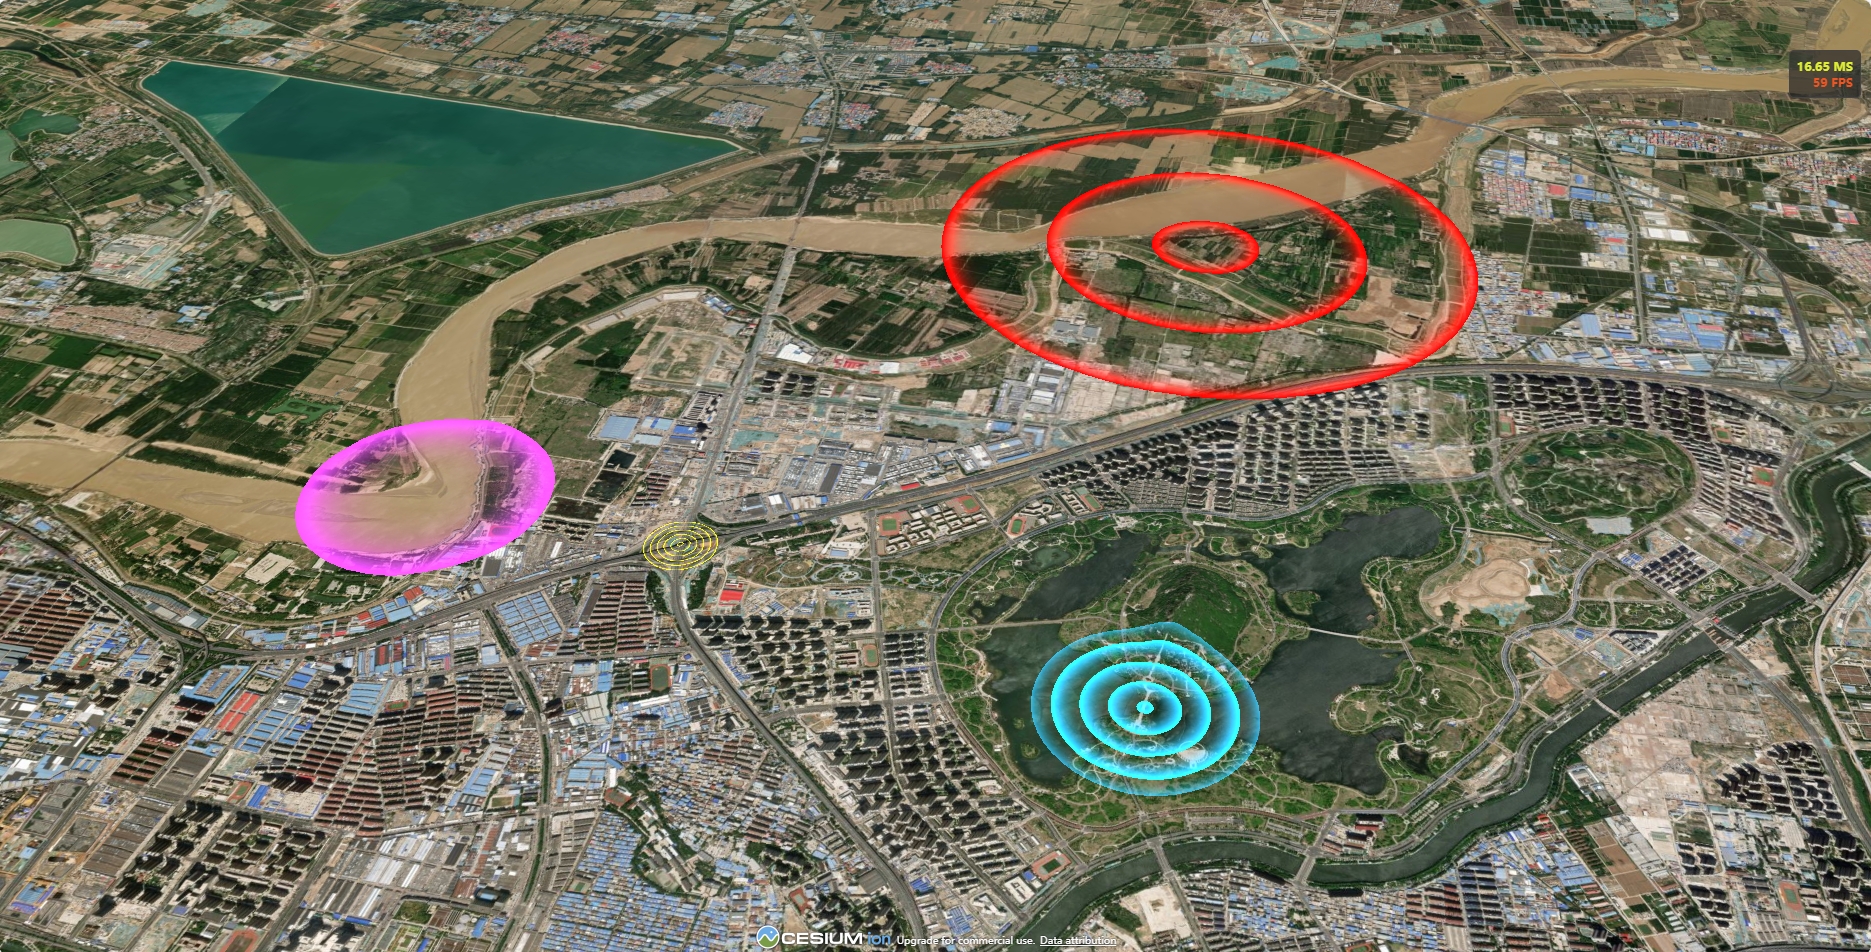 16.65 MS
59 FPS
CESIUM ion Upgrade for commercial use. Data attribution